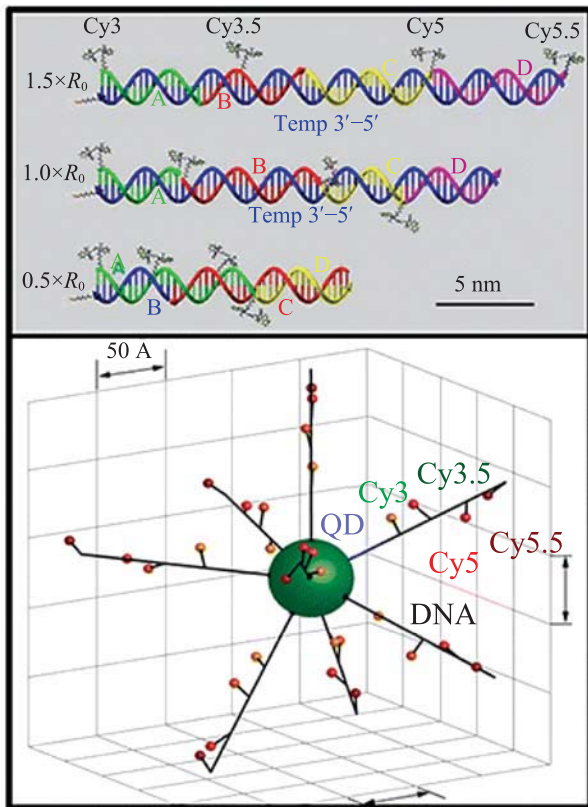 Cy3 Cy3.5 Cy5 Cy5.5
1.5×R₀
A B C D
Temp 3′–5′
1.0×R₀
A B C D
Temp 3′–5′
0.5×R₀
A B C D
5 nm
50 A
Cy3.5
Cy3
QD
Cy5.5
Cy5
DNA